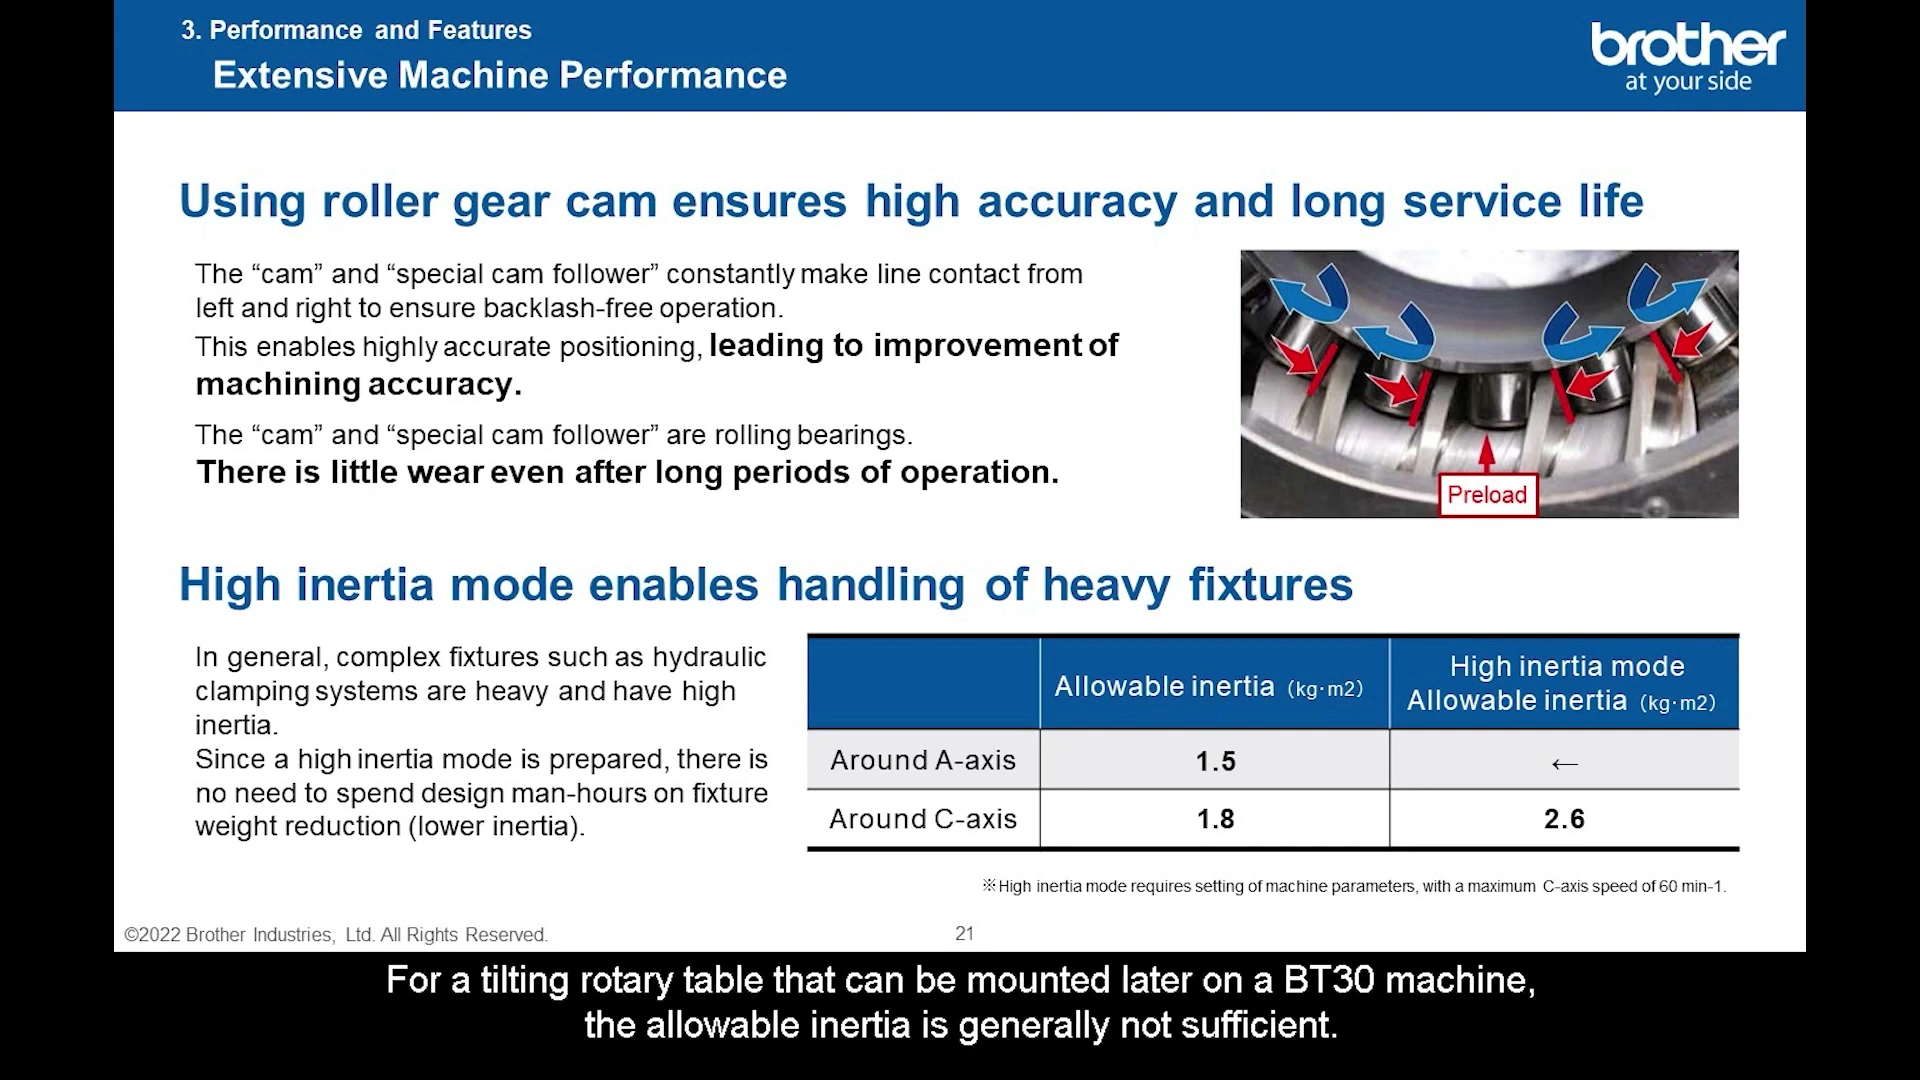 3. Performance and Features
Extensive Machine Performance
brother
at your side
Using roller gear cam ensures high accuracy and long service life
The “cam” and “special cam follower” constantly make line contact from
left and right to ensure backlash-free operation.
This enables highly accurate positioning, leading to improvement of
machining accuracy.
The “cam” and “special cam follower” are rolling bearings.
There is little wear even after long periods of operation.
Preload
High inertia mode enables handling of heavy fixtures
In general, complex fixtures such as hydraulic
clamping systems are heavy and have high
inertia.
Since a high inertia mode is prepared, there is
no need to spend design man-hours on fixture
weight reduction (lower inertia).
Allowable inertia (kg·m2)
High inertia mode
Allowable inertia (kg·m2)
Around A-axis 1.5 ←
Around C-axis 1.8 2.6
※High inertia mode requires setting of machine parameters, with a maximum C-axis speed of 60 min-1.
©2022 Brother Industries, Ltd. All Rights Reserved.
21
For a tilting rotary table that can be mounted later on a BT30 machine,
the allowable inertia is generally not sufficient.